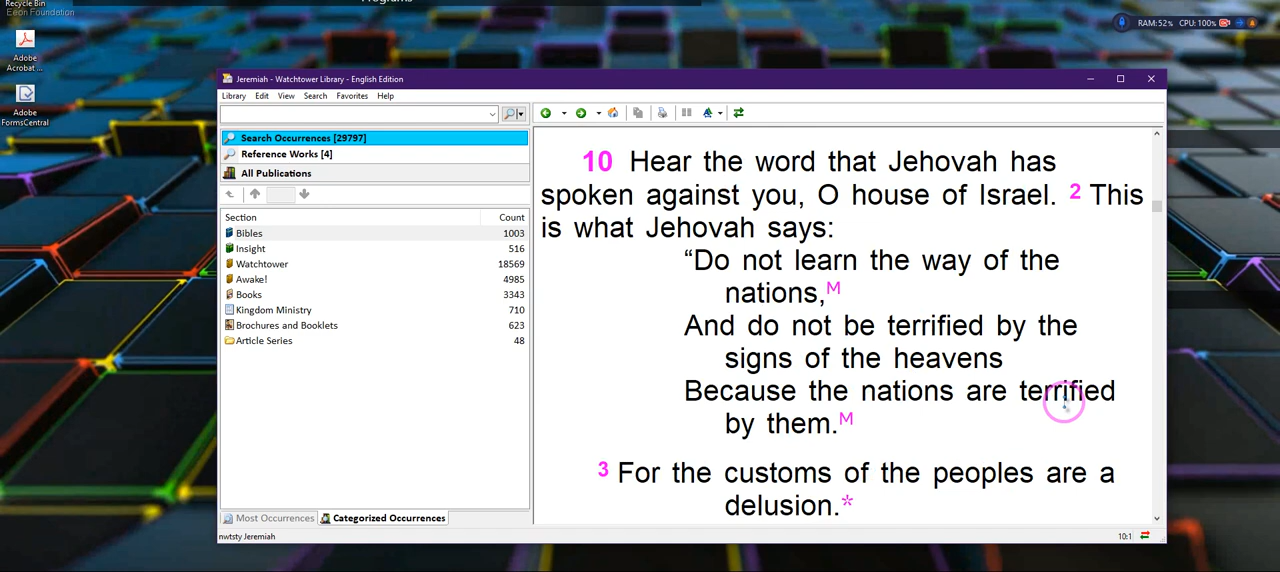 Recycle Bin
Eeon Foundation
Programs
Adobe
Acrobat ...
Adobe
FormsCentral
RAM:52% CPU:100%
Jeremiah - Watchtower Library - English Edition
Library Edit View Search Favorites Help
Search Occurrences [29797]
Reference Works [4]
All Publications
Section Count
Bibles 1003
Insight 516
Watchtower 18569
Awake! 4985
Books 3343
Kingdom Ministry 710
Brochures and Booklets 623
Article Series 48
Most Occurrences Categorized Occurrences
nwtsty Jeremiah
10 Hear the word that Jehovah has
spoken against you, O house of Israel. 2 This
is what Jehovah says:
“Do not learn the way of the
nations,M
And do not be terrified by the
signs of the heavens
Because the nations are terrified
by them.M
3 For the customs of the peoples are a
delusion.*
10:1